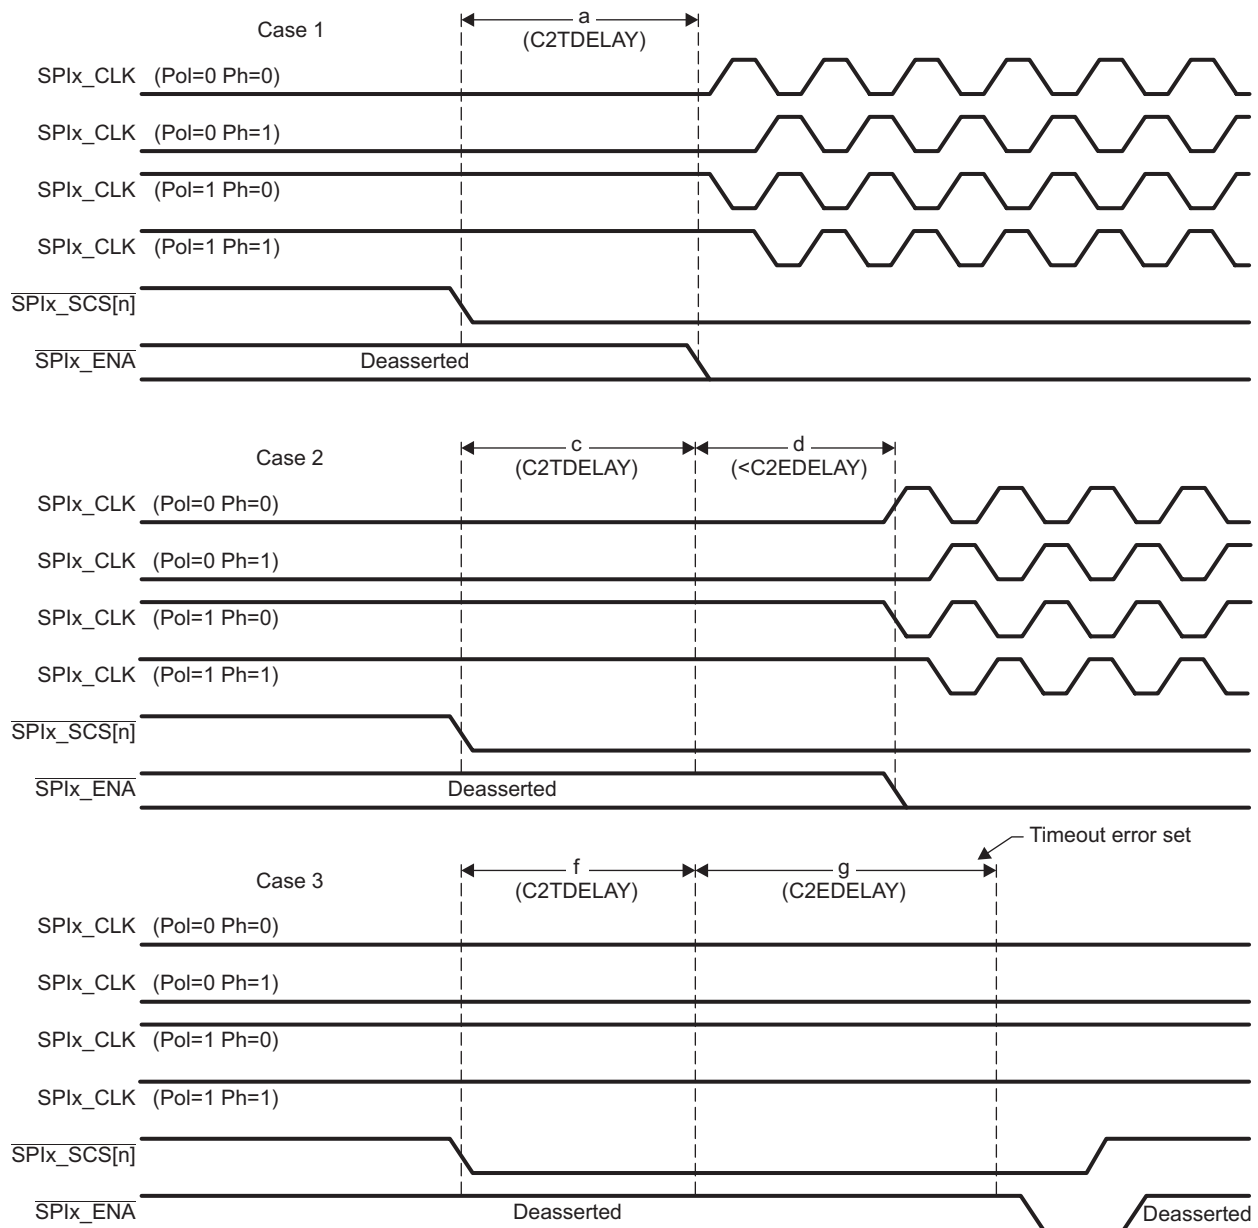 Case 1
a
(C2TDELAY)
SPIx_CLK (Pol=0 Ph=0)
SPIx_CLK (Pol=0 Ph=1)
SPIx_CLK (Pol=1 Ph=0)
SPIx_CLK (Pol=1 Ph=1)
SPIx_SCS[n]
SPIx_ENA
Deasserted
Case 2
c
(C2TDELAY)
d
(<C2EDELAY)
SPIx_CLK (Pol=0 Ph=0)
SPIx_CLK (Pol=0 Ph=1)
SPIx_CLK (Pol=1 Ph=0)
SPIx_CLK (Pol=1 Ph=1)
SPIx_SCS[n]
SPIx_ENA
Deasserted
Timeout error set
Case 3
f
(C2TDELAY)
g
(C2EDELAY)
SPIx_CLK (Pol=0 Ph=0)
SPIx_CLK (Pol=0 Ph=1)
SPIx_CLK (Pol=1 Ph=0)
SPIx_CLK (Pol=1 Ph=1)
SPIx_SCS[n]
SPIx_ENA
Deasserted
Deasserted